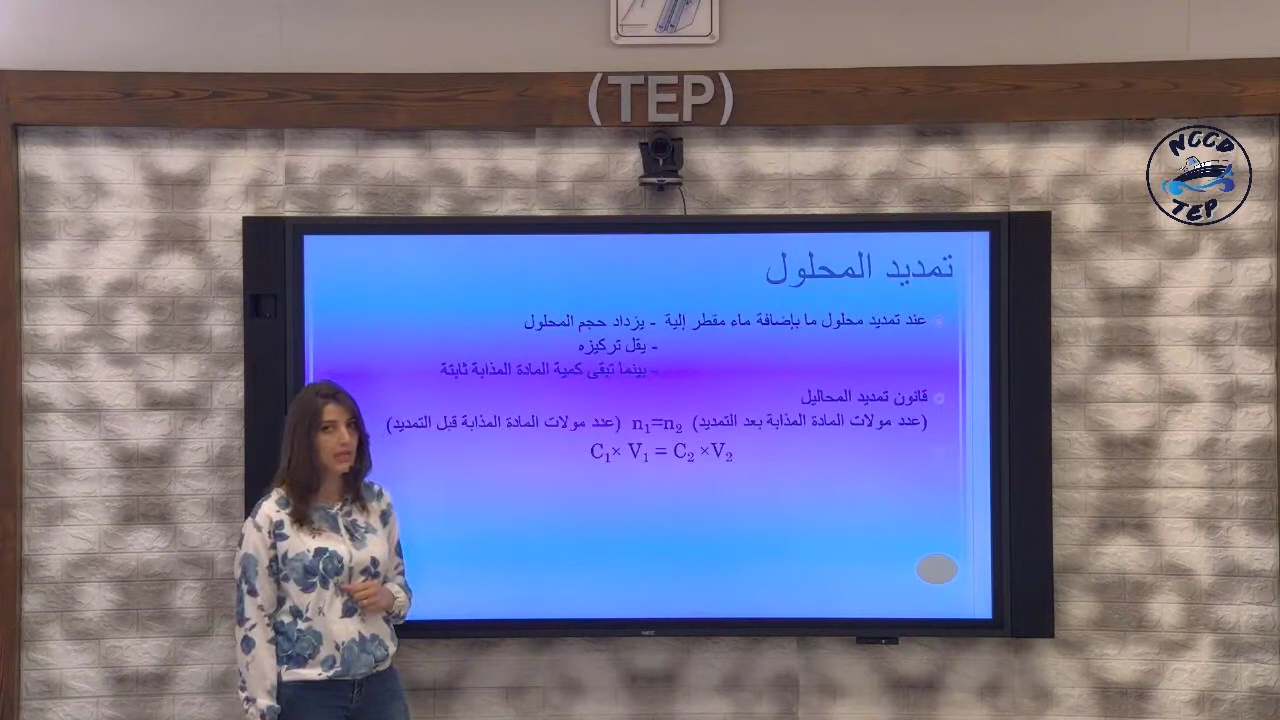 (TEP)
NCCD
TEP
تمديد المحلول
عند تمديد محلول ما بإضافة ماء مقطر إلية - يزداد حجم المحلول
- يقل تركيزه
- بينما تبقى كمية المادة المذابة ثابتة
قانون تمديد المحاليل
(عدد مولات المادة المذابة بعد التمديد) n₁=n₂ (عدد مولات المادة المذابة قبل التمديد)
C₁× V₁ = C₂ ×V₂
NEC